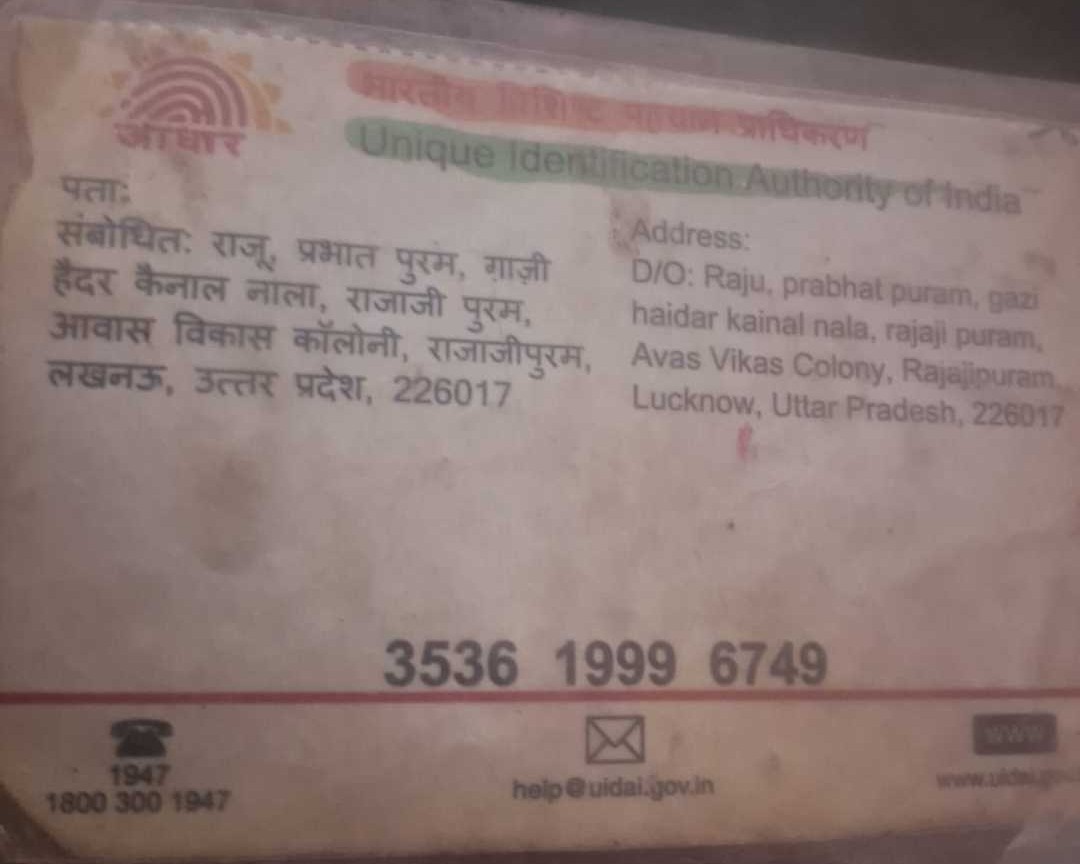 आधार
भारतीय विशिष्ट पहचान प्राधिकरण
Unique Identification Authority of India
पता:
संबोधित: राजू, प्रभात पुरम, गाज़ी
हैदर कैनाल नाला, राजाजी पुरम,
आवास विकास कॉलोनी, राजाजीपुरम,
लखनऊ, उत्तर प्रदेश, 226017
Address:
D/O: Raju, prabhat puram, gazi
haidar kainal nala, rajaji puram,
Avas Vikas Colony, Rajajipuram,
Lucknow, Uttar Pradesh, 226017
3536 1999 6749
1947
1800 300 1947
help@uidai.gov.in
www